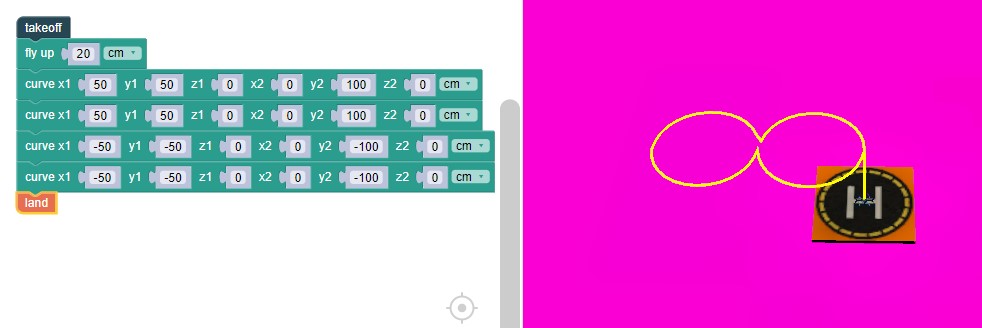 takeoff
fly up 20 cm
curve x1 50 y1 50 z1 0 x2 0 y2 100 z2 0 cm
curve x1 50 y1 50 z1 0 x2 0 y2 100 z2 0 cm
curve x1 -50 y1 -50 z1 0 x2 0 y2 -100 z2 0 cm
curve x1 -50 y1 -50 z1 0 x2 0 y2 -100 z2 0 cm
land
H